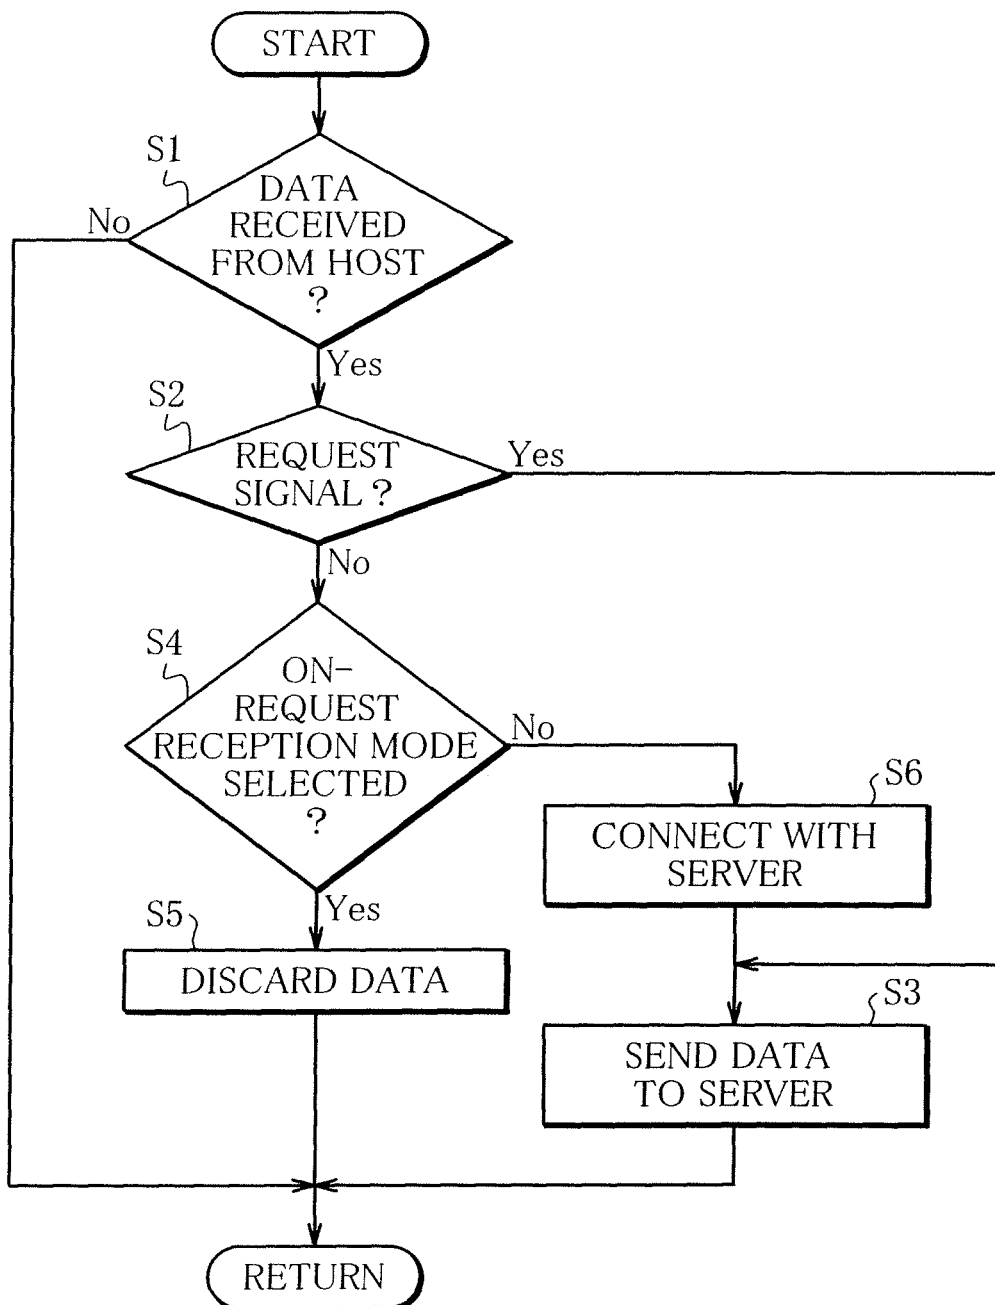 START
S1
DATA
RECEIVED
FROM HOST
?
No
Yes
S2
REQUEST
SIGNAL ?
Yes
No
S4
ON-
REQUEST
RECEPTION MODE
SELECTED
?
No
Yes
S6
CONNECT WITH
SERVER
S5
DISCARD DATA
S3
SEND DATA
TO SERVER
RETURN